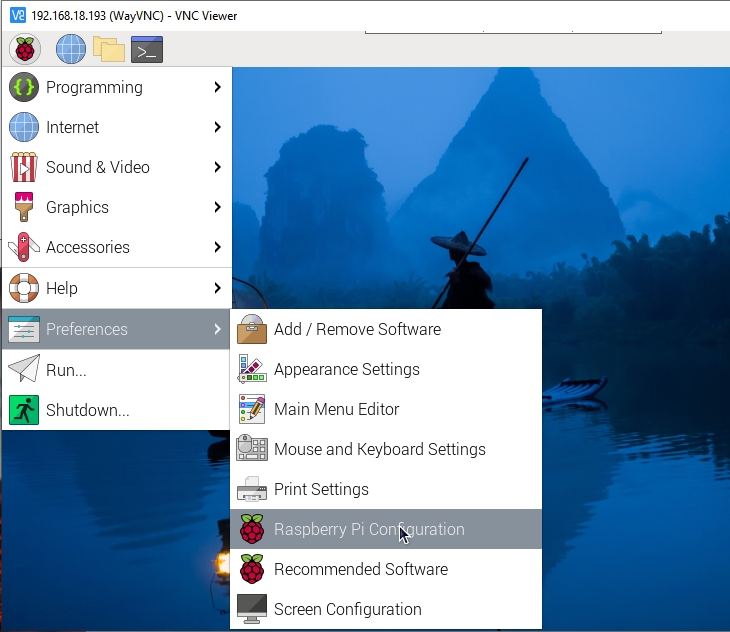 192.168.18.193 (WayVNC) - VNC Viewer
Programming
Internet
Sound & Video
Graphics
Accessories
Help
Preferences
Run...
Shutdown...
Add / Remove Software
Appearance Settings
Main Menu Editor
Mouse and Keyboard Settings
Print Settings
Raspberry Pi Configuration
Recommended Software
Screen Configuration